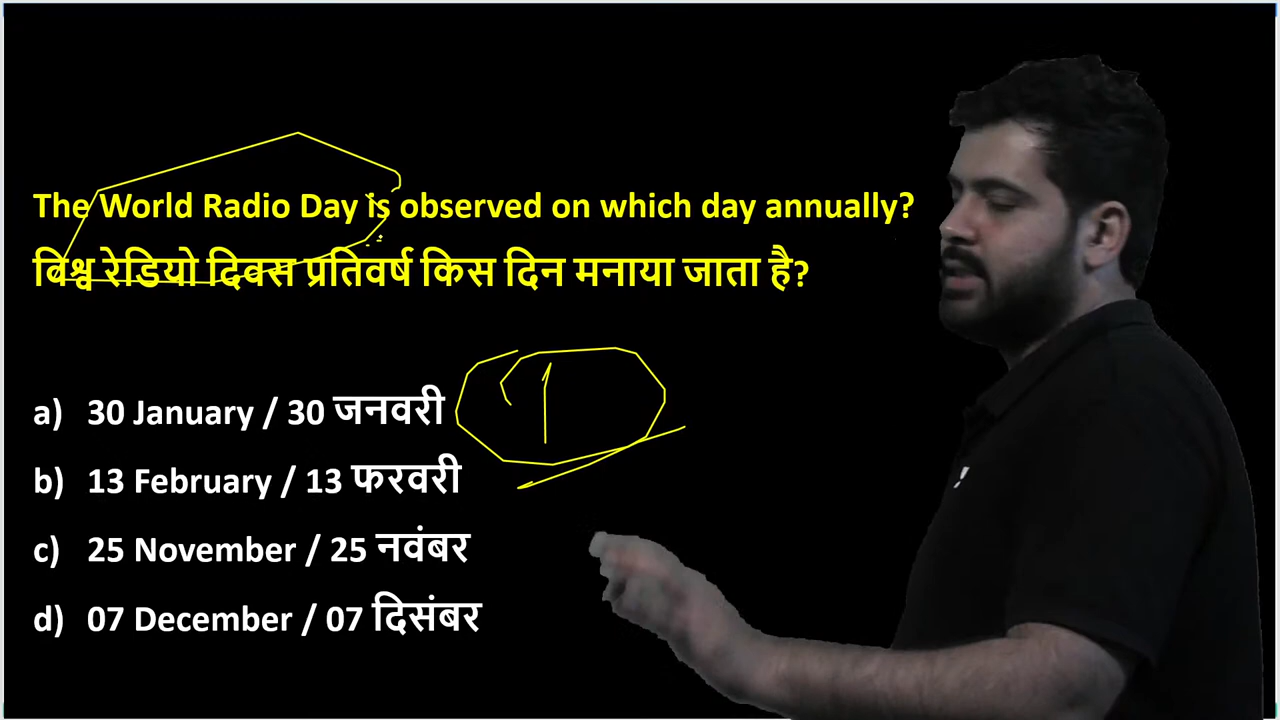 The World Radio Day is observed on which day annually?
विश्व रेडियो दिवस प्रतिवर्ष किस दिन मनाया जाता है?
a) 30 January / 30 जनवरी
1
b) 13 February / 13 फरवरी
c) 25 November / 25 नवंबर
d) 07 December / 07 दिसंबर